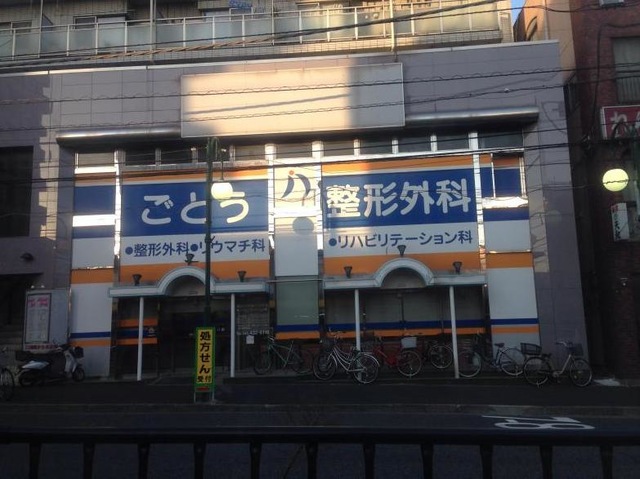 ごとう 整形外科
●整形外科●リウマチ科
●リハビリテーション科
処方せん
受付